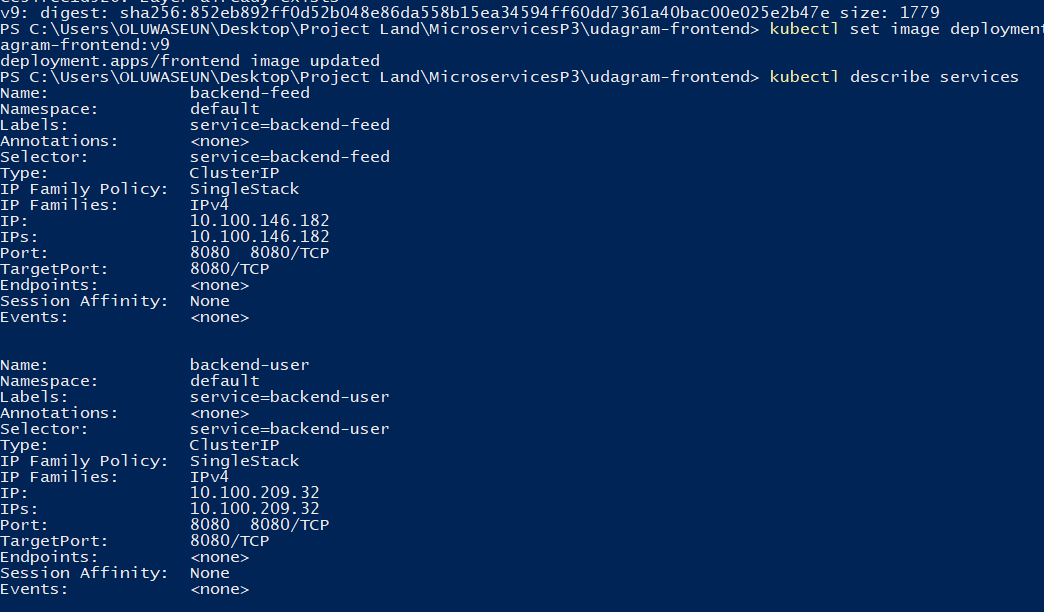 v9: digest: sha256:852eb892ff0d52b048e86da558b15ea34594ff60dd7361a40bac00e025e2b47e size: 1779
PS C:\Users\OLUWASEUN\Desktop\Project Land\MicroservicesP3\udagram-frontend> kubectl set image deployment
agram-frontend:v9
deployment.apps/frontend image updated
PS C:\Users\OLUWASEUN\Desktop\Project Land\MicroservicesP3\udagram-frontend> kubectl describe services
Name: backend-feed
Namespace: default
Labels: service=backend-feed
Annotations: <none>
Selector: service=backend-feed
Type: ClusterIP
IP Family Policy: SingleStack
IP Families: IPv4
IP: 10.100.146.182
IPs: 10.100.146.182
Port: 8080 8080/TCP
TargetPort: 8080/TCP
Endpoints: <none>
Session Affinity: None
Events: <none>
Name: backend-user
Namespace: default
Labels: service=backend-user
Annotations: <none>
Selector: service=backend-user
Type: ClusterIP
IP Family Policy: SingleStack
IP Families: IPv4
IP: 10.100.209.32
IPs: 10.100.209.32
Port: 8080 8080/TCP
TargetPort: 8080/TCP
Endpoints: <none>
Session Affinity: None
Events: <none>